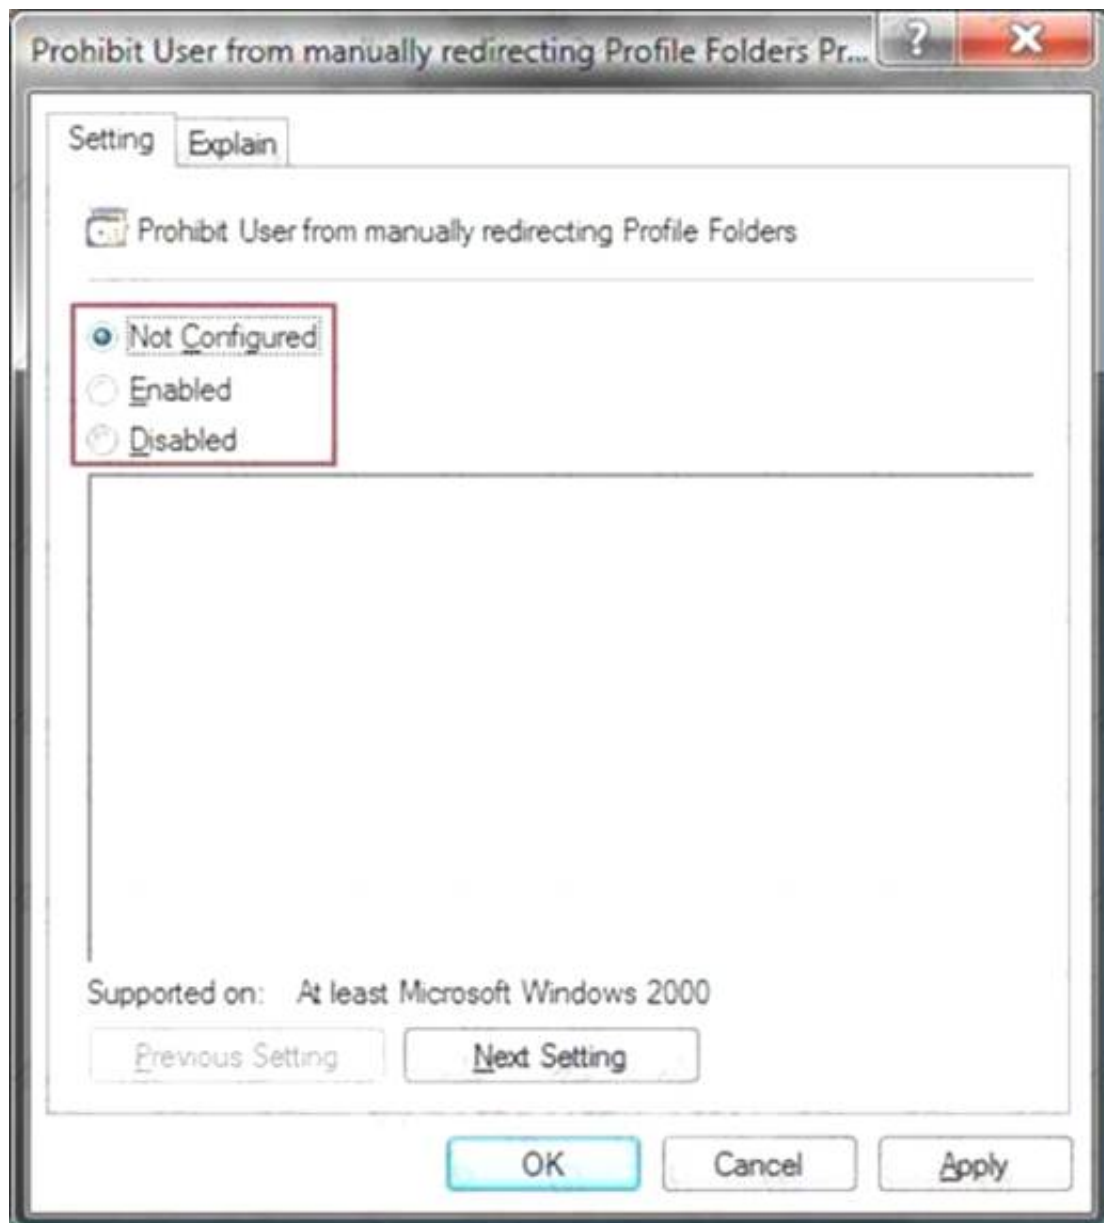 Prohibit User from manually redirecting Profile Folders Pr...
?
Setting Explain
Prohibit User from manually redirecting Profile Folders
Not Configured
Enabled
Disabled
Supported on: At least Microsoft Windows 2000
Previous Setting Next Setting
OK Cancel Apply